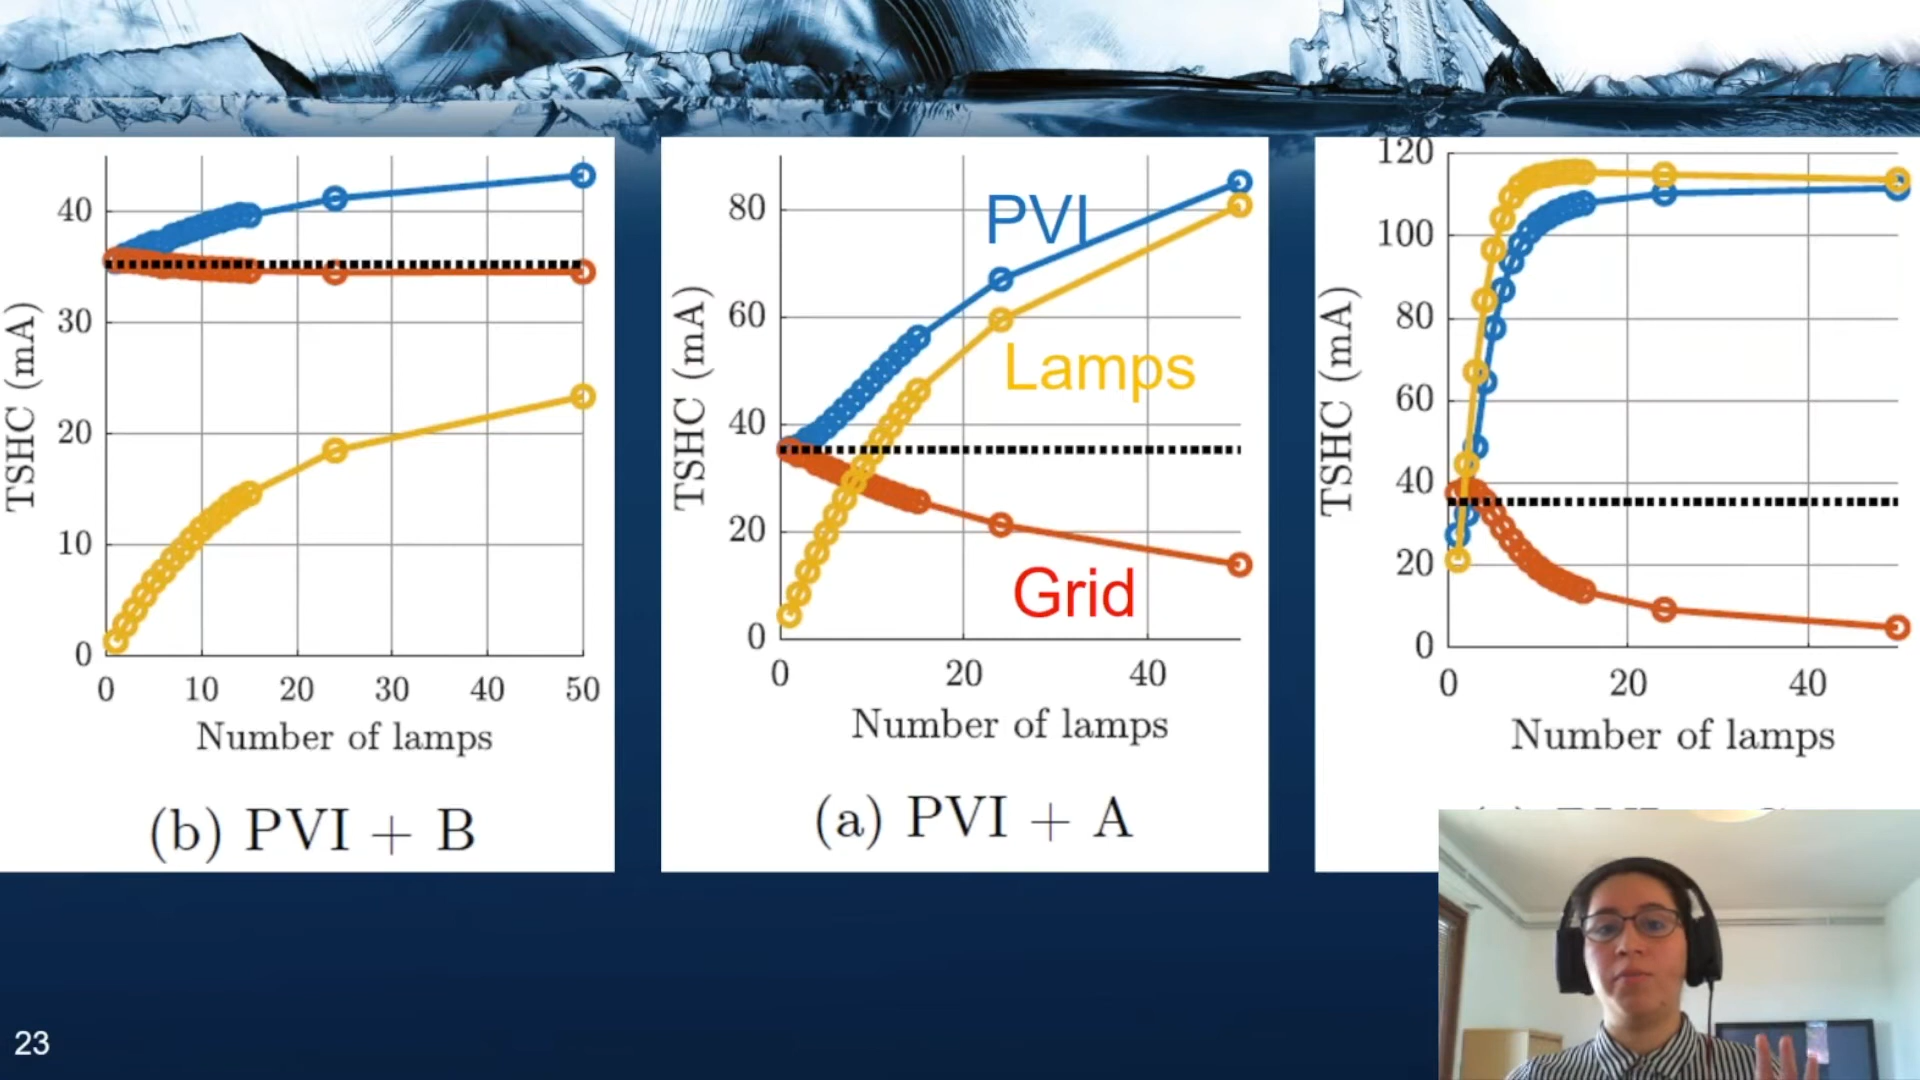 40
30
20
10
0
TSHC (mA)
0 10 20 30 40 50
Number of lamps
(b) PVI + B
80
60
40
20
0
TSHC (mA)
PVI
Lamps
Grid
0 20 40
Number of lamps
(a) PVI + A
120
100
80
60
40
20
0
TSHC (mA)
0 20 40
Number of lamps
23